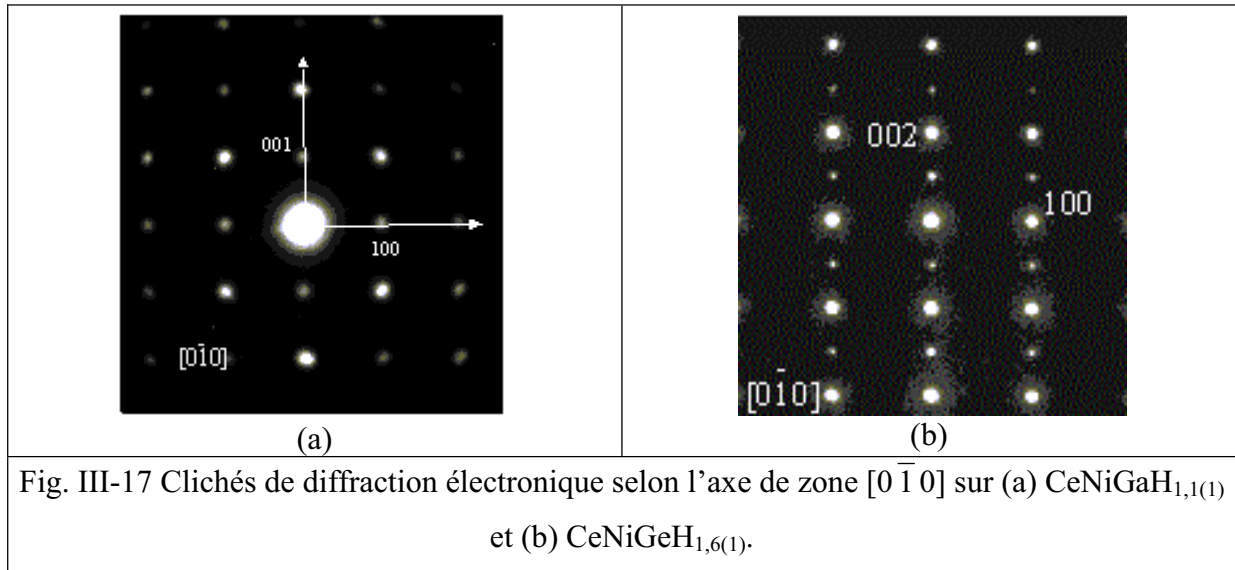 001
100
[01̅0]
(a)
002
100
[01̅0]
(b)
Fig. III-17 Clichés de diffraction électronique selon l'axe de zone [0 1̅ 0] sur (a) CeNiGaH1,1(1)
et (b) CeNiGeH1,6(1).